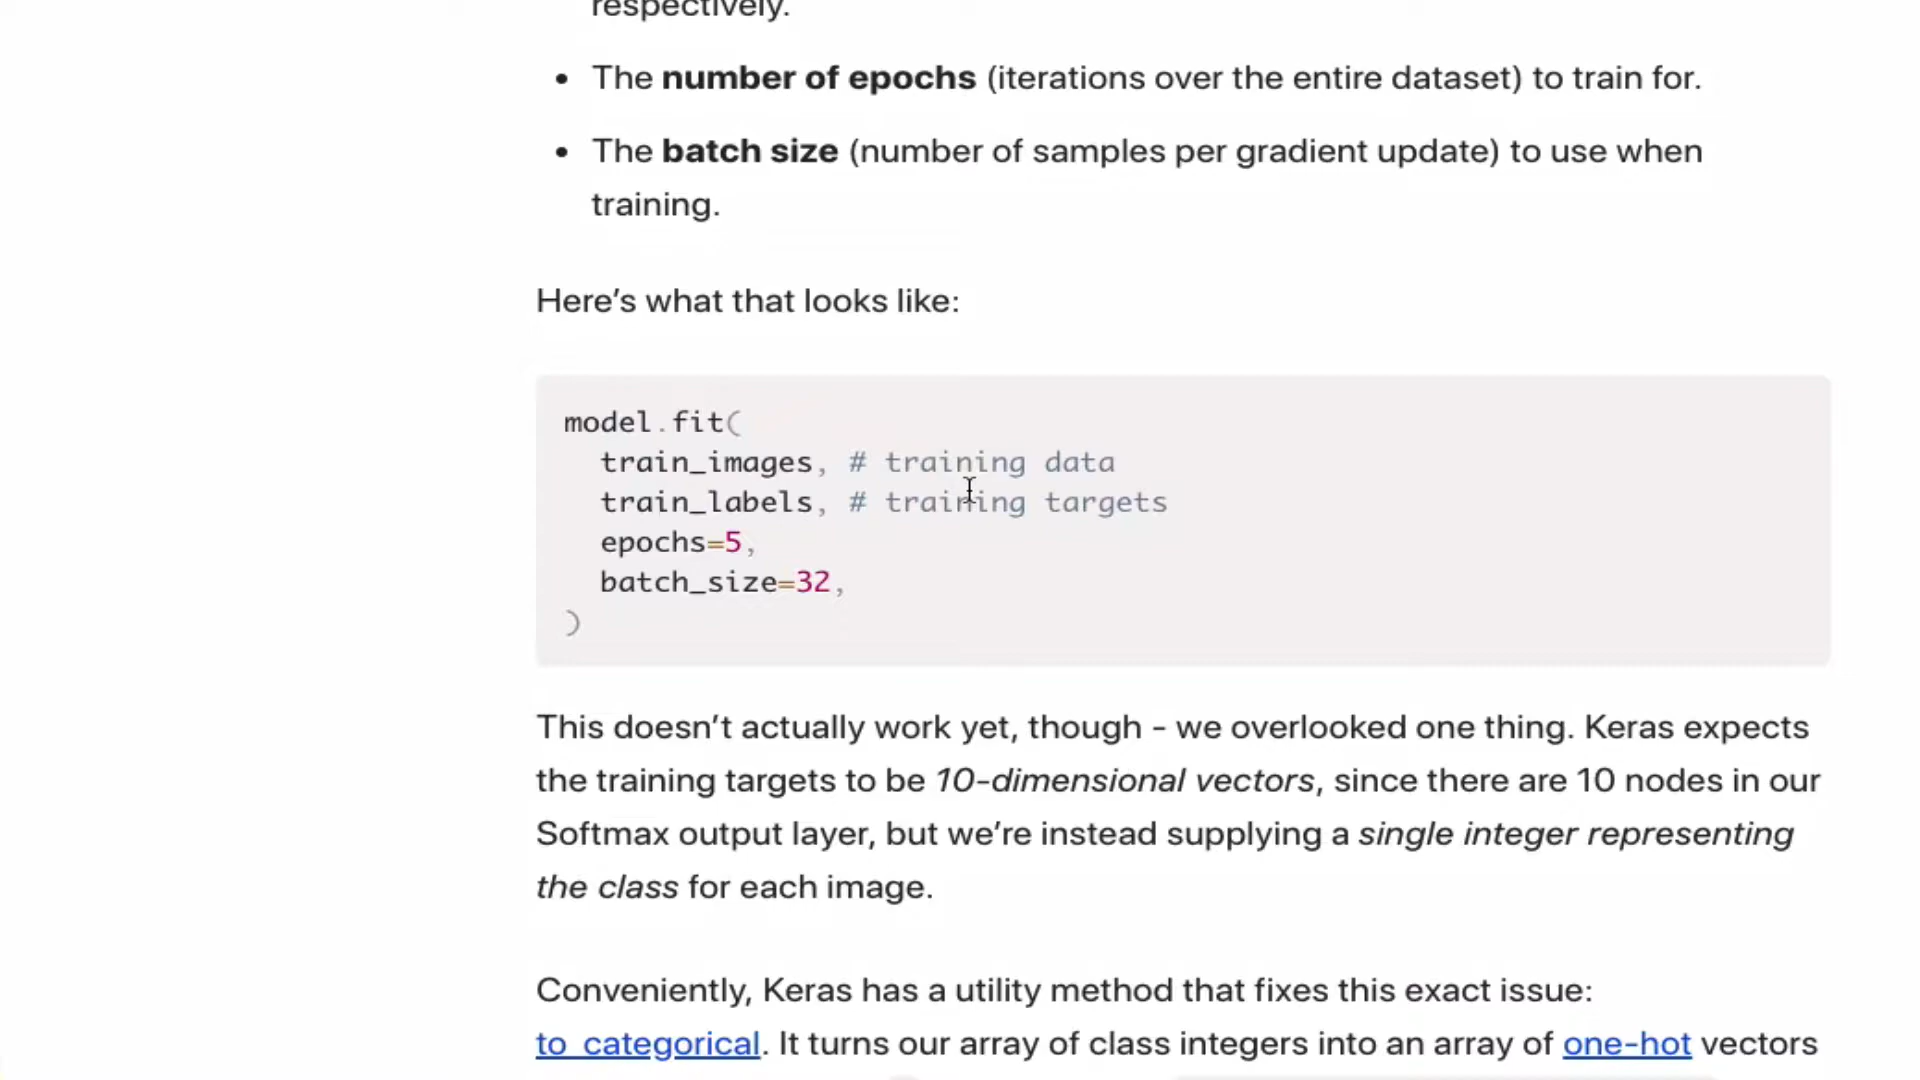 respectively.
• The number of epochs (iterations over the entire dataset) to train for.
• The batch size (number of samples per gradient update) to use when
training.
Here’s what that looks like:
model.fit(
  train_images, # training data
  train_labels, # training targets
  epochs=5,
  batch_size=32,
)
This doesn’t actually work yet, though - we overlooked one thing. Keras expects
the training targets to be 10-dimensional vectors, since there are 10 nodes in our
Softmax output layer, but we’re instead supplying a single integer representing
the class for each image.
Conveniently, Keras has a utility method that fixes this exact issue:
to_categorical. It turns our array of class integers into an array of one-hot vectors